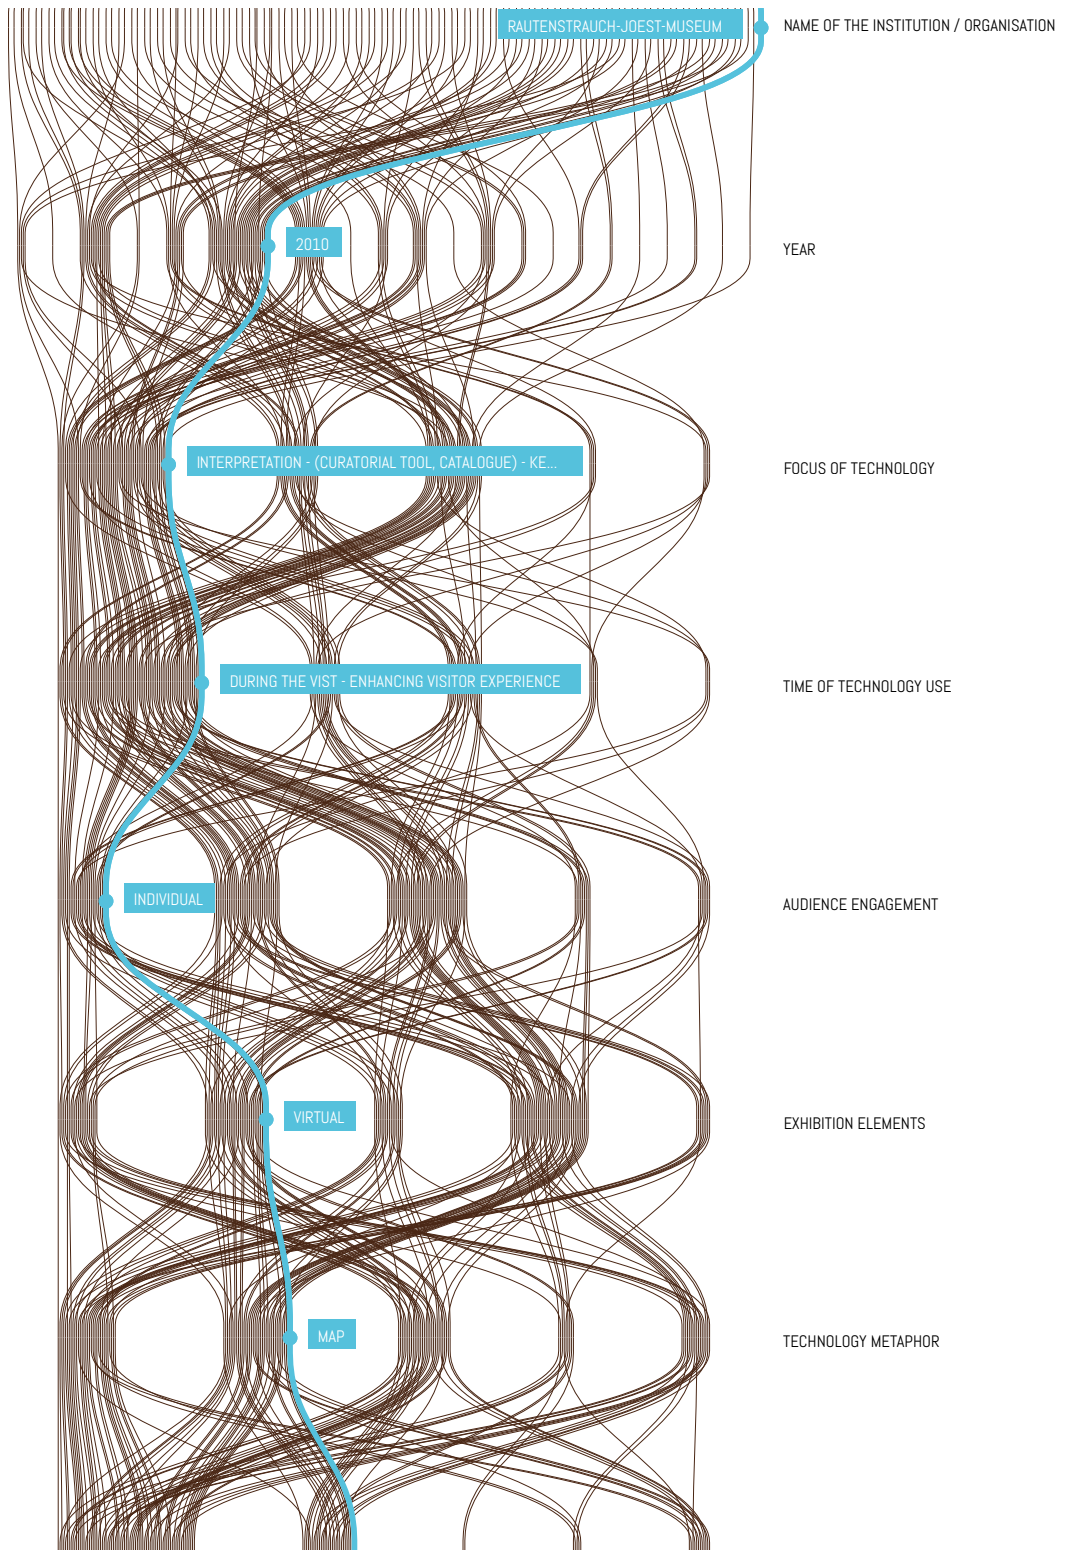 RAUTENSTRAUCH-JOEST-MUSEUM
NAME OF THE INSTITUTION / ORGANISATION
2010
YEAR
INTERPRETATION - (CURATORIAL TOOL, CATALOGUE) - KE...
FOCUS OF TECHNOLOGY
DURING THE VIST - ENHANCING VISITOR EXPERIENCE
TIME OF TECHNOLOGY USE
INDIVIDUAL
AUDIENCE ENGAGEMENT
VIRTUAL
EXHIBITION ELEMENTS
MAP
TECHNOLOGY METAPHOR